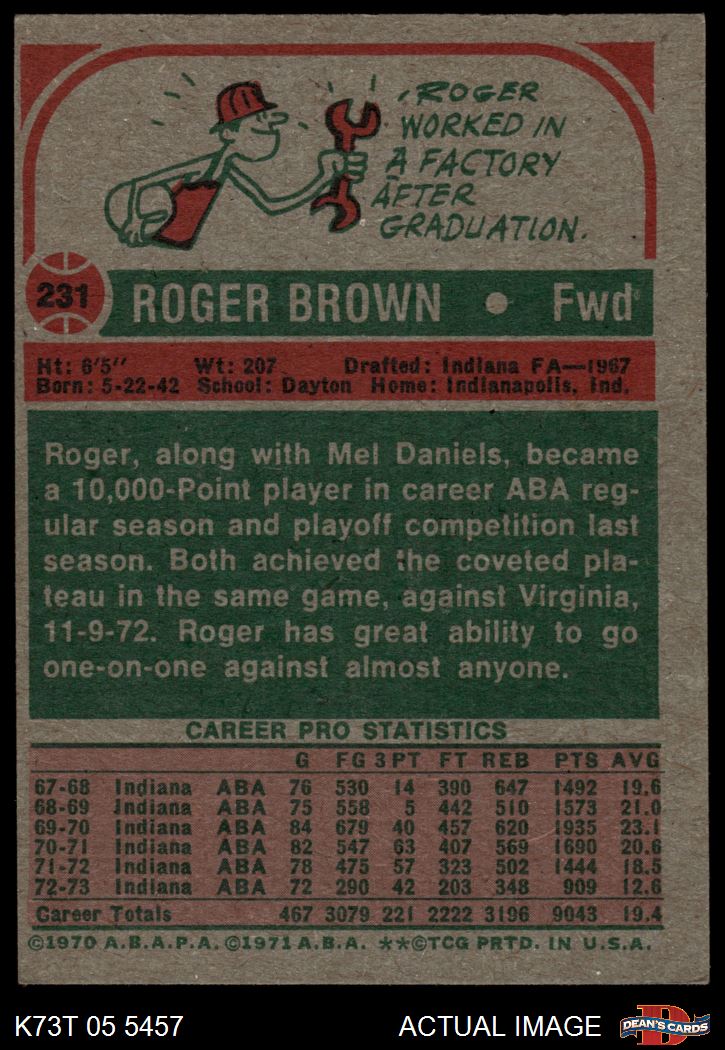 ROGER
WORKED IN
A FACTORY
AFTER
GRADUATION.
231 ROGER BROWN • Fwd
Ht: 6'5" Wt: 207 Drafted: Indiana FA—1967
Born: 5-22-42 School: Dayton Home: Indianapolis, Ind.
Roger, along with Mel Daniels, became
a 10,000-Point player in career ABA reg-
ular season and playoff competition last
season. Both achieved the coveted pla-
teau in the same game, against Virginia,
11-9-72. Roger has great ability to go
one-on-one against almost anyone.
CAREER PRO STATISTICS
G FG 3 PT FT REB PTS AVG
67-68 Indiana ABA 76 530 14 390 647 1492 19.6
68-69 Indiana ABA 75 558 5 442 510 1573 21.0
69-70 Indiana ABA 84 679 40 457 620 1935 23.1
70-71 Indiana ABA 82 547 63 407 569 1690 20.6
71-72 Indiana ABA 78 475 57 323 502 1444 18.5
72-73 Indiana ABA 72 290 42 203 348 909 12.6
Career Totals 467 3079 221 2222 3196 9043 19.4
©1970 A.B.A.P.A. ©1971 A.B.A. **©TCG PRTD. IN U.S.A.
K73T 05 5457 ACTUAL IMAGE DEAN'S CARDS